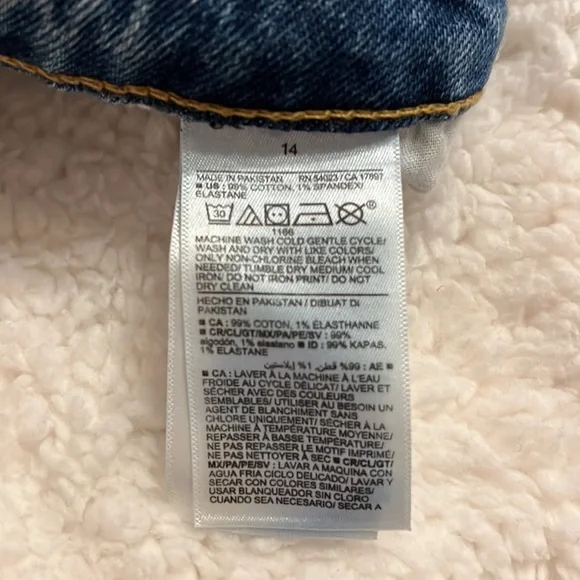 14
MADE IN PAKISTAN RN 54023 / CA 17897
■ US : 99% COTTON, 1% SPANDEX/
ELASTANE
30
®
1166
MACHINE WASH COLD GENTLE CYCLE/
WASH AND DRY WITH LIKE COLORS/
ONLY NON-CHLORINE BLEACH WHEN
NEEDED/ TUMBLE DRY MEDIUM/ COOL
IRON/ DO NOT IRON PRINT/ DO NOT
DRY CLEAN
HECHO EN PAKISTAN / DIBUAT DI
PAKISTAN
■ CA : 99% COTTON, 1% ÉLASTHANNE
■ CR/CL/GT/MX/PA/PE/SV : 99%
algodón, 1% elastano ■ ID : 99% KAPAS,
1% ELASTANE
AE : 99% قطن, 1% إيلاستين
■ CA : LAVER À LA MACHINE À L'EAU
FROIDE AU CYCLE DÉLICAT/ LAVER ET
SÉCHER AVEC DES COULEURS
SEMBLABLES/ UTILISER AU BESOIN UN
AGENT DE BLANCHIMENT SANS
CHLORE UNIQUEMENT/ SÉCHER À LA
MACHINE À TEMPÉRATURE MOYENNE/
REPASSER À BASSE TEMPÉRATURE/
NE PAS REPASSER LE MOTIF IMPRIMÉ/
NE PAS NETTOYER À SEC ■ CR/CL/GT/
MX/PA/PE/SV : LAVAR A MAQUINA CON
AGUA FRIA CICLO DELICADO/ LAVAR Y
SECAR CON COLORES SIMILARES/
USAR BLANQUEADOR SIN CLORO
CUANDO SEA NECESARIO/ SECAR A